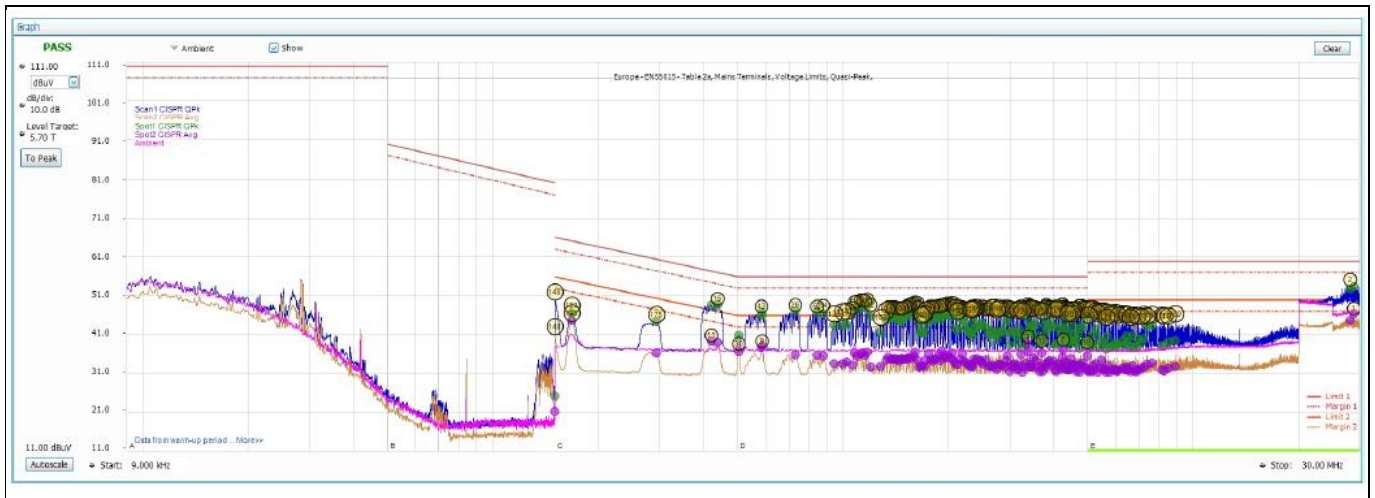 Graph
PASS
Ambient
Show
Clear
111.00
dBuV
dB/div:
10.0 dB
Level Target:
5.70 T
To Peak
111.0
101.0
91.0
81.0
71.0
61.0
51.0
41.0
31.0
21.0
11.0
Europe-EN55015-Table 2a, Mains Terminals, Voltage Limits, Quasi-Peak,
Scan1 CISPR QPk
Scan2 CISPR Avg
Spot1 CISPR QPk
Spot2 CISPR Avg
Ambient
Limit 1
Margin 1
Limit 2
Margin 2
Data from warm-up period ...More>>
A
B
C
D
E
11.00 dBuV
Autoscale
Start: 9.000 kHz
Stop: 30.00 MHz